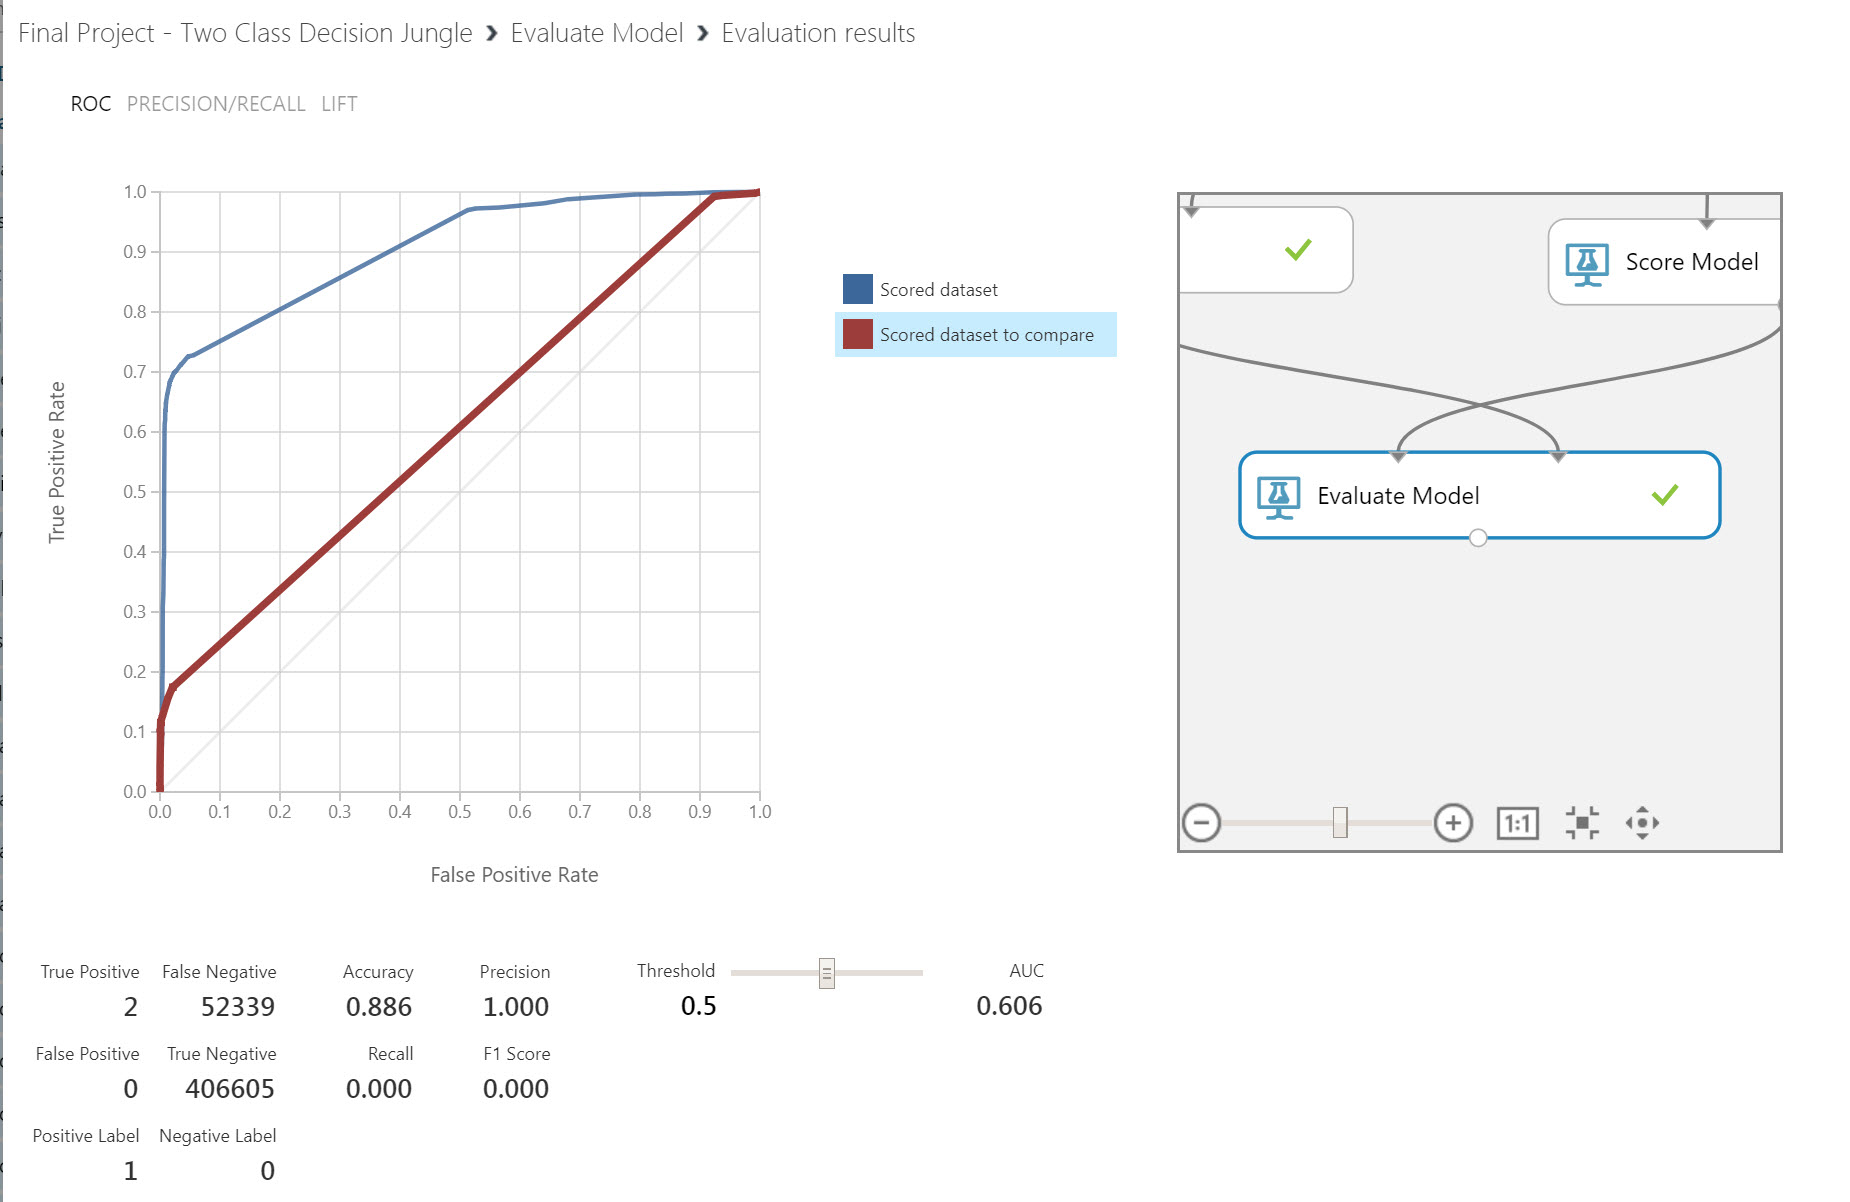 Final Project - Two Class Decision Jungle › Evaluate Model › Evaluation results
ROC PRECISION/RECALL LIFT
True Positive Rate
1.0
0.9
0.8
0.7
0.6
0.5
0.4
0.3
0.2
0.1
0.0
0.0 0.1 0.2 0.3 0.4 0.5 0.6 0.7 0.8 0.9 1.0
False Positive Rate
Scored dataset
Scored dataset to compare
Score Model
Evaluate Model
1:1
True Positive False Negative Accuracy Precision Threshold AUC
2 52339 0.886 1.000 0.5 0.606
False Positive True Negative Recall F1 Score
0 406605 0.000 0.000
Positive Label Negative Label
1 0